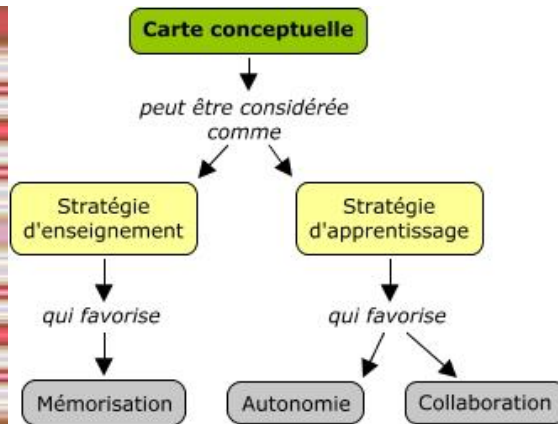 Carte conceptuelle
peut être considérée
comme
Stratégie
d'enseignement
Stratégie
d'apprentissage
qui favorise
qui favorise
Mémorisation
Autonomie
Collaboration